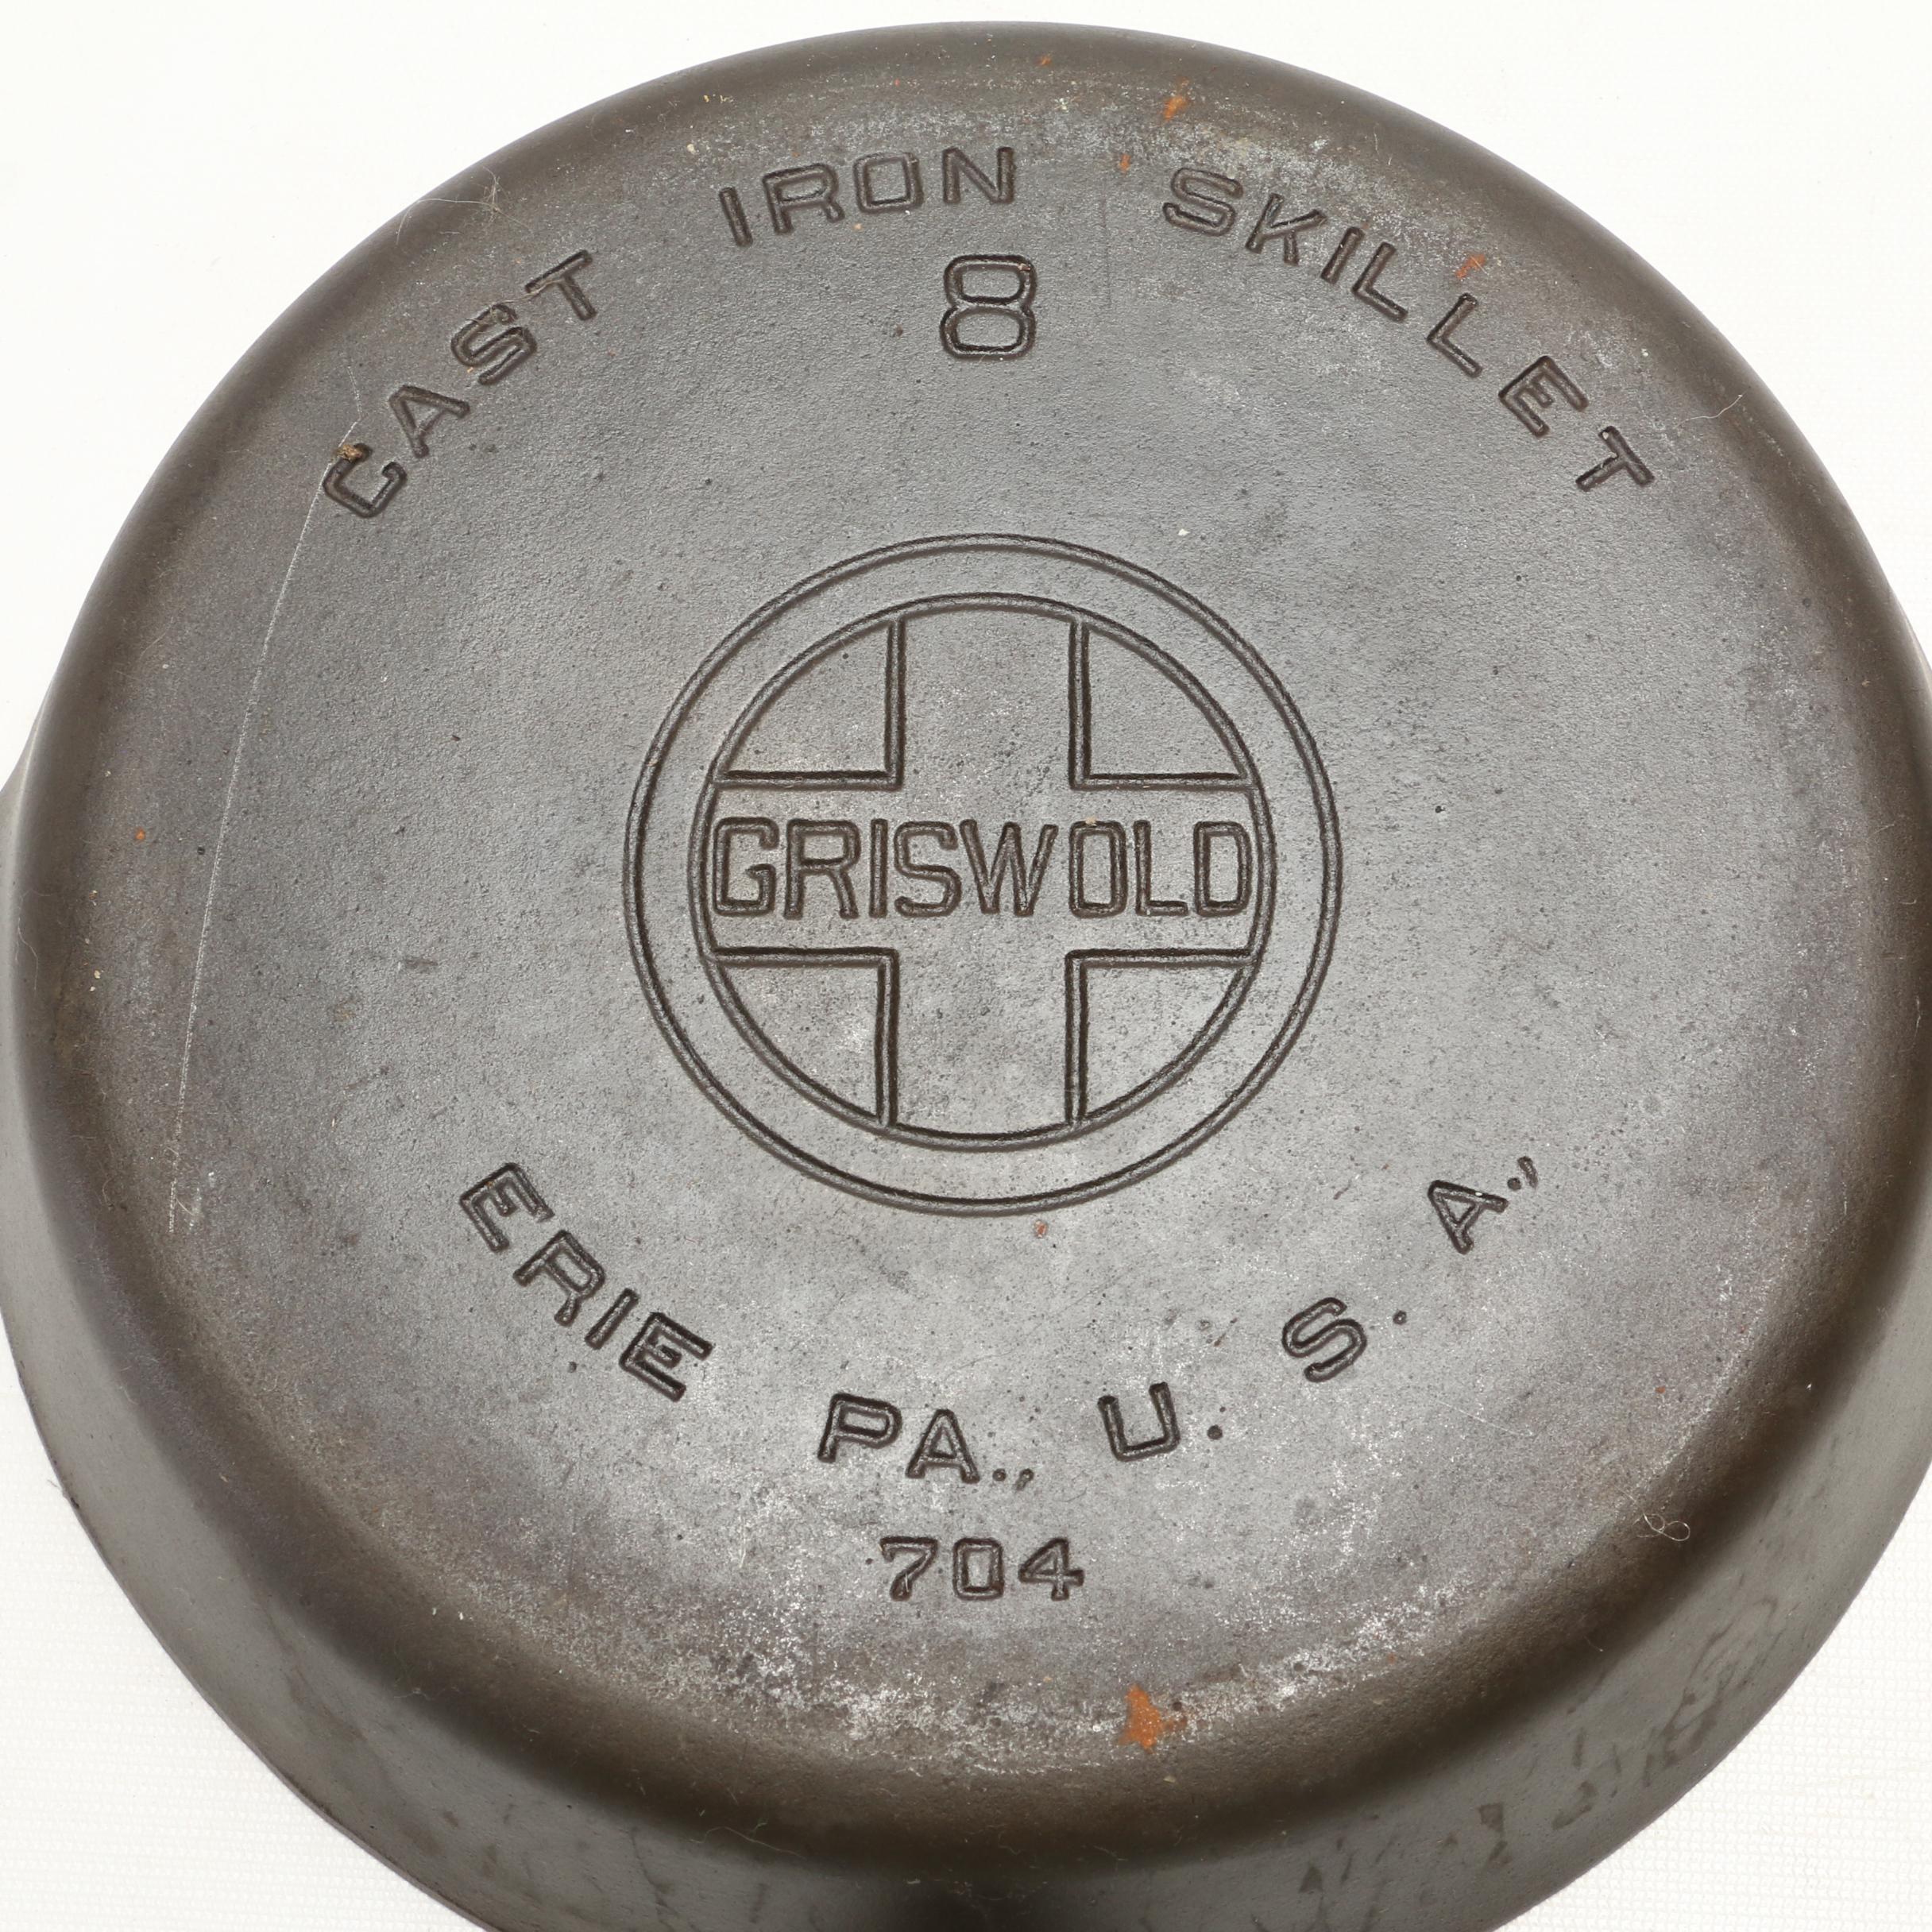 CAST IRON SKILLET
8
GRISWOLD
ERIE PA., U.S.A.,
704